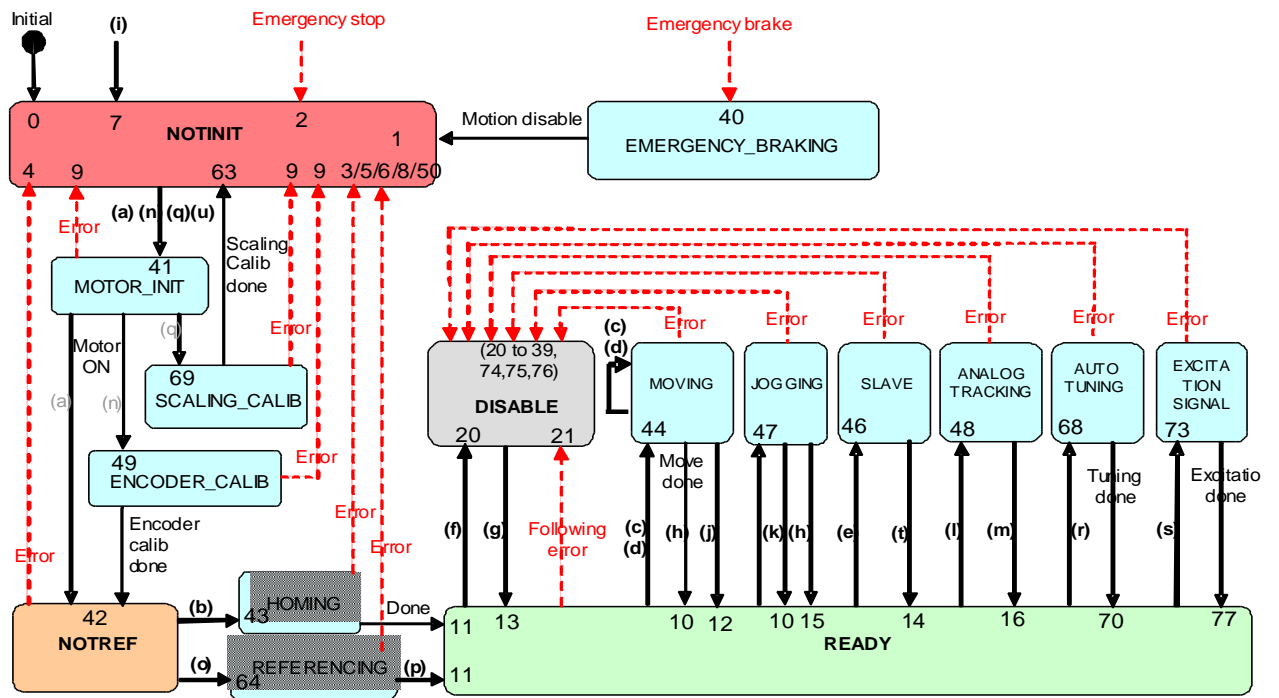 Initial
(i)
Emergency stop
Emergency brake
0
7
2
NOTINIT
1
4
9
63
9
9
3/5/6/8/50
Motion disable
40
EMERGENCY_BRAKING
(a) (n) (q)(u)
Error
Scaling
Calib
done
41
MOTOR_INIT
Motor
ON
(q)
(a)
(n)
69
SCALING_CALIB
Error
49
ENCODER_CALIB
Error
Encoder
calib
done
Error
Error
Error
42
NOTREF
(b)
43
HOMING
Done
(o)
64
REFERENCING
(p)
(20 to 39,
74,75,76)
DISABLE
20
21
(c)
(d)
Error
Error
Error
Error
Error
Error
MOVING
44
JOGGING
47
SLAVE
46
ANALOG
TRACKING
48
AUTO
TUNING
68
EXCITA
TION
SIGNAL
73
Move
done
Tuning
done
Excitatio
done
(f)
(g)
Following
error
(c)
(d)
(h)
(j)
(k)
(h)
(e)
(t)
(l)
(m)
(r)
(s)
11
13
10
12
10
15
14
16
70
77
READY
11